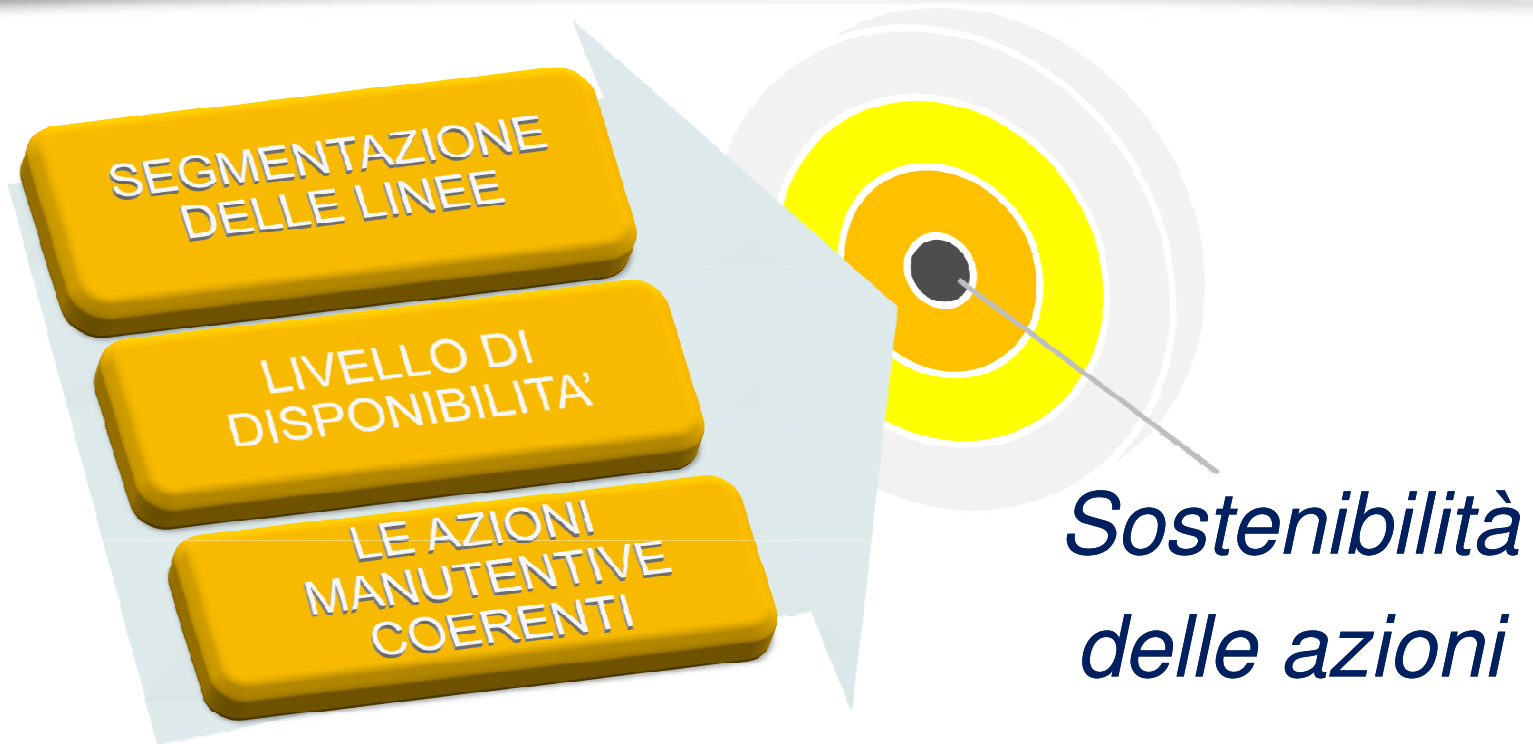 SEGMENTAZIONE
DELLE LINEE
LIVELLO DI
DISPONIBILITA'
LE AZIONI
MANUTENTIVE
COERENTI
Sostenibilità
delle azioni